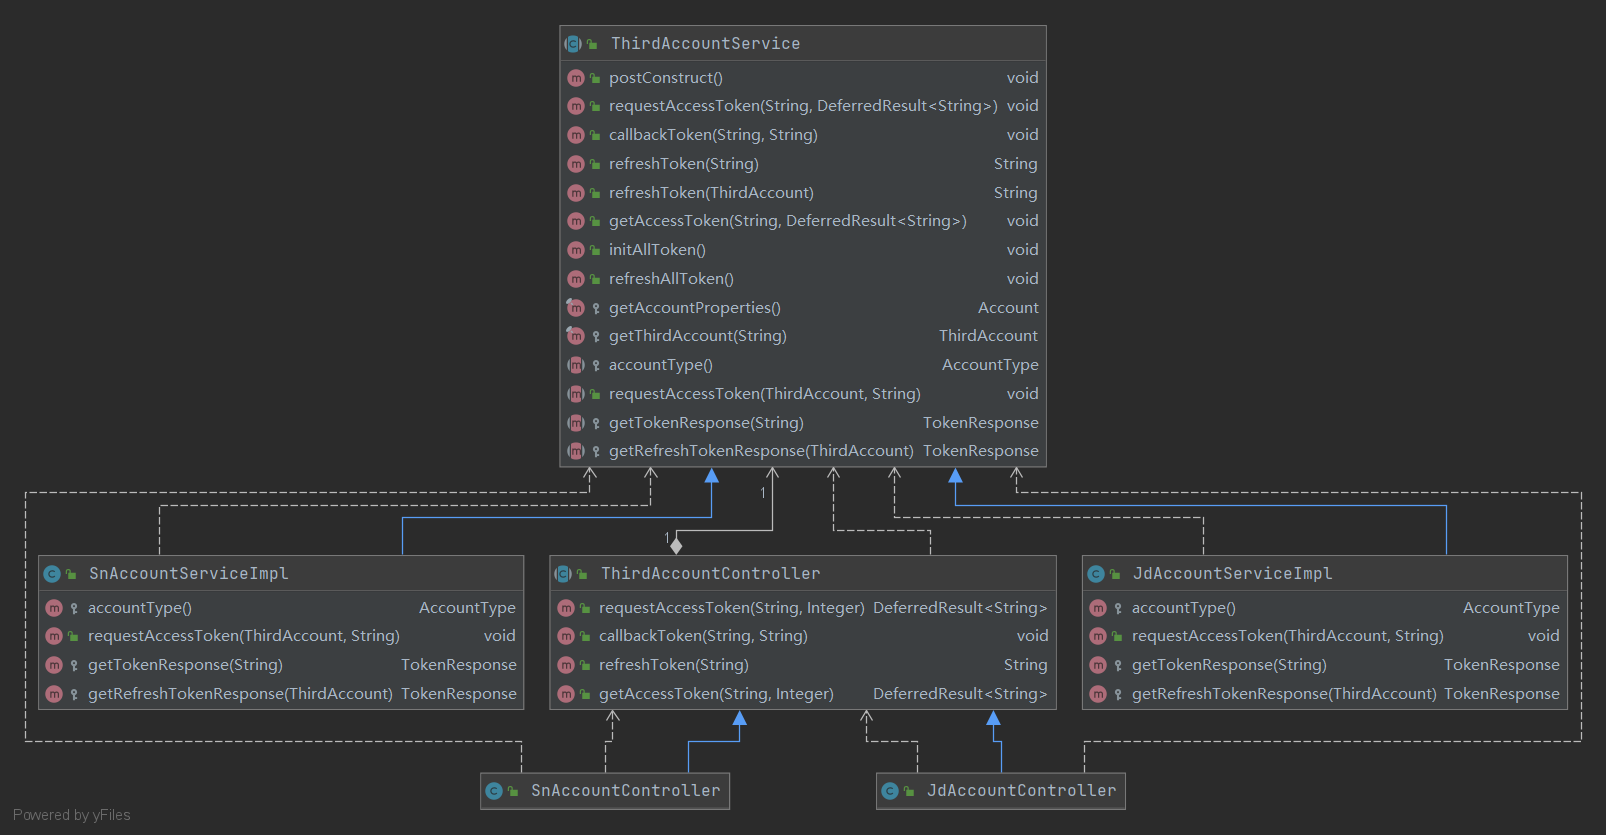 ThirdAccountService
postConstruct() void
requestAccessToken(String, DeferredResult<String>) void
callbackToken(String, String) void
refreshToken(String) String
refreshToken(ThirdAccount) String
getAccessToken(String, DeferredResult<String>) void
initAllToken() void
refreshAllToken() void
getAccountProperties() Account
getThirdAccount(String) ThirdAccount
accountType() AccountType
requestAccessToken(ThirdAccount, String) void
getTokenResponse(String) TokenResponse
getRefreshTokenResponse(ThirdAccount) TokenResponse
1
1
SnAccountServiceImpl
accountType() AccountType
requestAccessToken(ThirdAccount, String) void
getTokenResponse(String) TokenResponse
getRefreshTokenResponse(ThirdAccount) TokenResponse
ThirdAccountController
requestAccessToken(String, Integer) DeferredResult<String>
callbackToken(String, String) void
refreshToken(String) String
getAccessToken(String, Integer) DeferredResult<String>
JdAccountServiceImpl
accountType() AccountType
requestAccessToken(ThirdAccount, String) void
getTokenResponse(String) TokenResponse
getRefreshTokenResponse(ThirdAccount) TokenResponse
SnAccountController
JdAccountController
Powered by yFiles